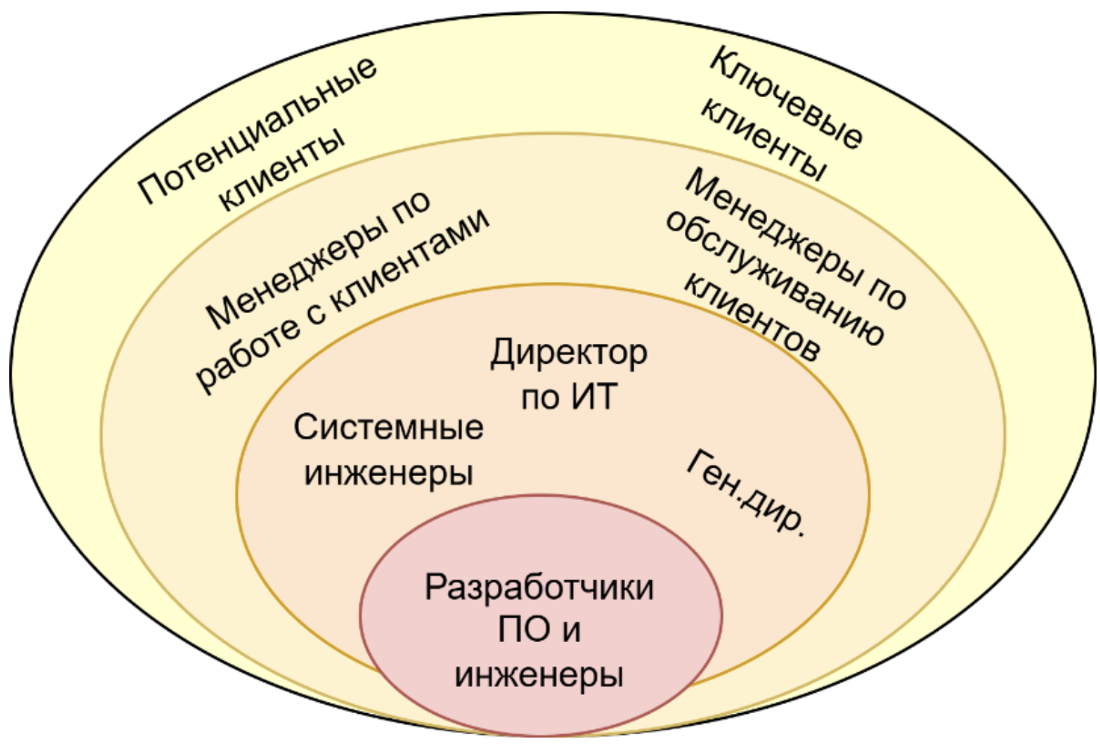 Потенциальные
клиенты
Ключевые
клиенты
Менеджеры по
работе с клиентами
Менеджеры по
обслуживанию
клиентов
Директор
по ИТ
Системные
инженеры
Ген.дир.
Разработчики
ПО и
инженеры